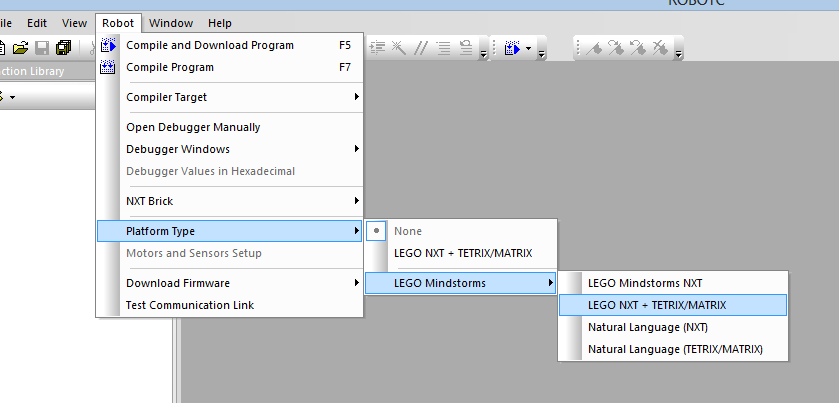 ROBOTC
ile Edit View Robot Window Help
Compile and Download Program F5
Compile Program F7
ction Library
Compiler Target
Open Debugger Manually
Debugger Windows
Debugger Values in Hexadecimal
NXT Brick
Platform Type
None
Motors and Sensors Setup
LEGO NXT + TETRIX/MATRIX
Download Firmware
LEGO Mindstorms
LEGO Mindstorms NXT
Test Communication Link
LEGO NXT + TETRIX/MATRIX
Natural Language (NXT)
Natural Language (TETRIX/MATRIX)